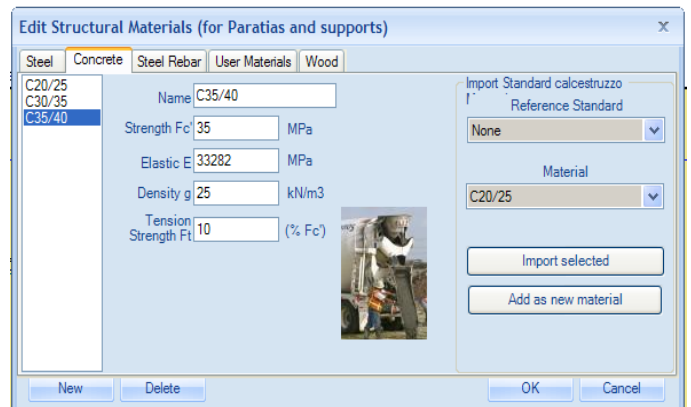 Edit Structural Materials (for Paratias and supports)
x
Steel Concrete Steel Rebar User Materials Wood
C20/25
C30/35
C35/40
Name C35/40
Strength Fc' 35 MPa
Elastic E 33282 MPa
Density g 25 kN/m3
Tension
Strength Ft 10 (% Fc')
Import Standard calcestruzzo
Reference Standard
None
Material
C20/25
Import selected
Add as new material
New Delete OK Cancel